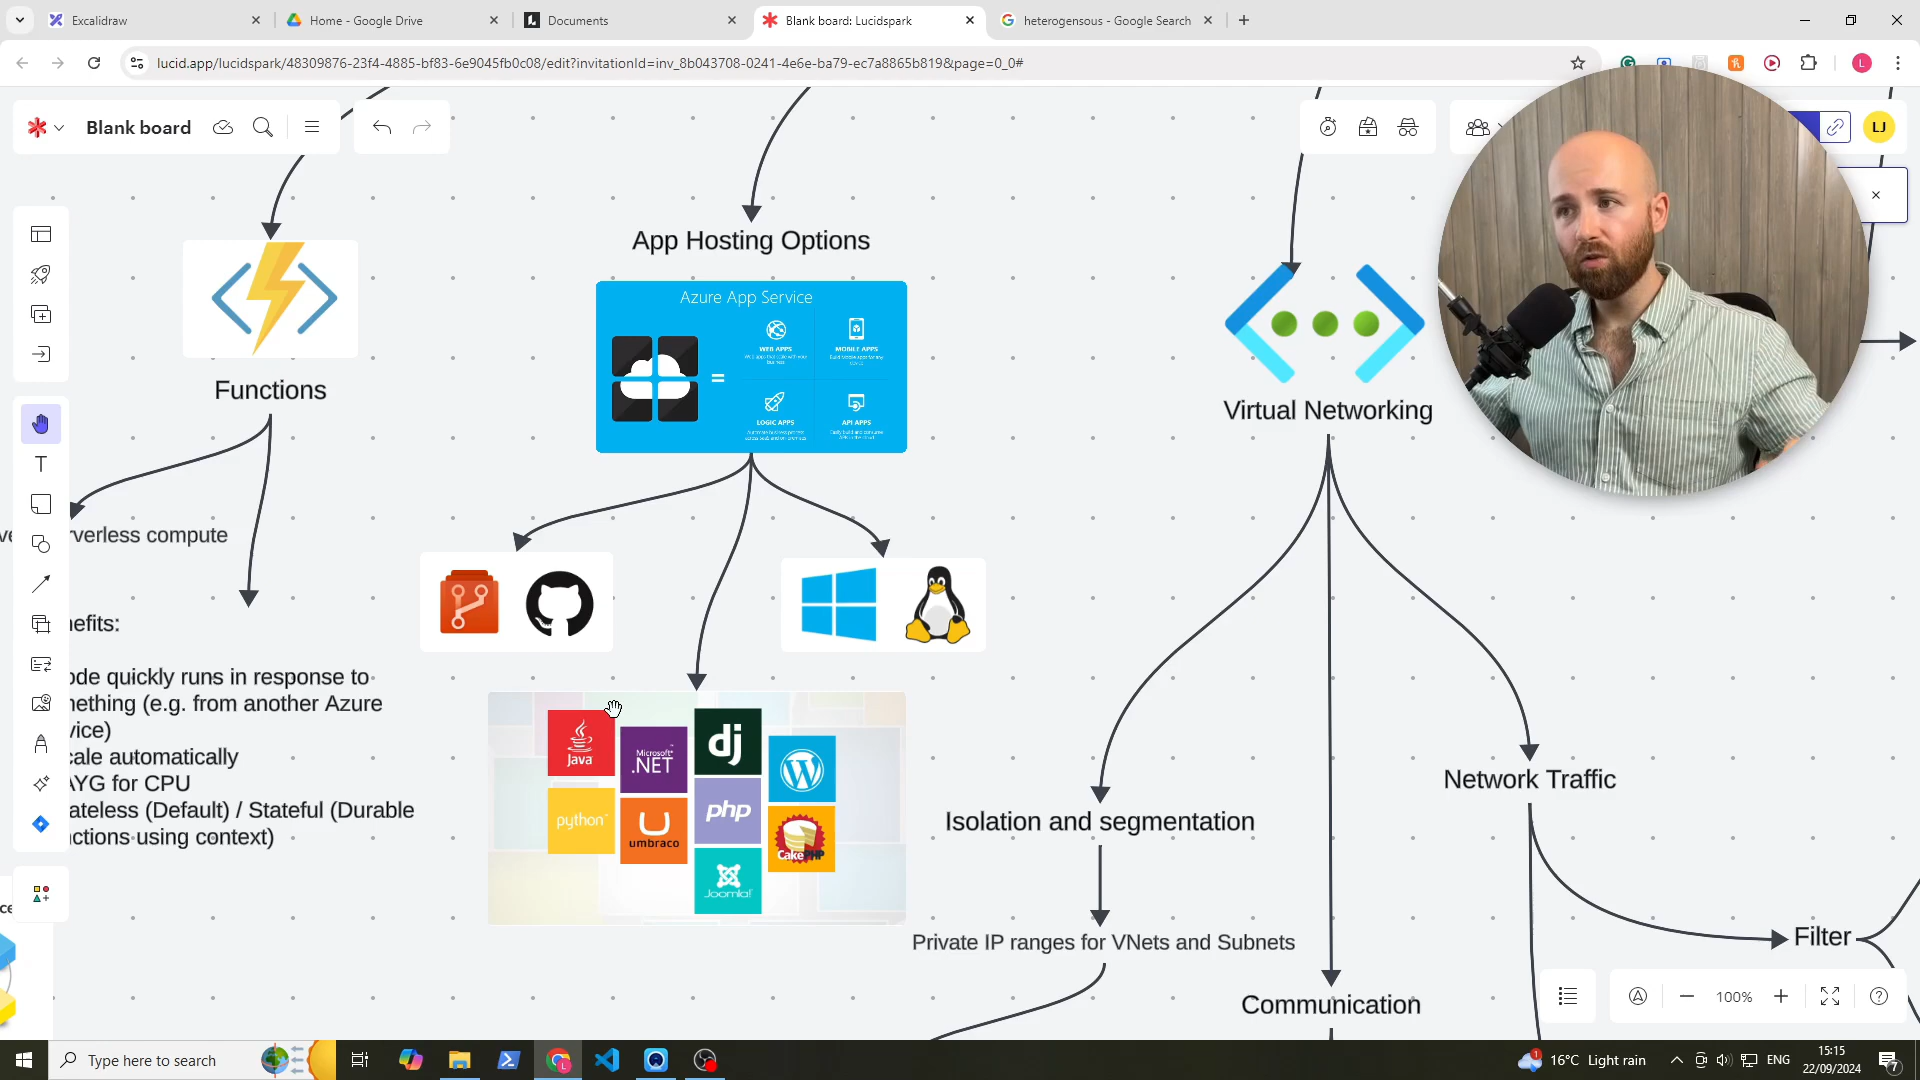 Excalidraw
Home - Google Drive
Documents
Blank board: Lucidspark
heterogensous - Google Search
lucid.app/lucidspark/48309876-23f4-4885-bf83-6e9045fb0c08/edit?invitationId=inv_8b043708-0241-4e6e-ba79-ec7a8865b819&page=0_0#
L
Blank board
LJ
App Hosting Options
Azure App Service
WEB APPS
MOBILE APPS
LOGIC APPS
API APPS
=
Functions
Virtual Networking
rverless compute
nefits:
ode quickly runs in response to
mething (e.g. from another Azure
vice)
cale automatically
AYG for CPU
ateless (Default) / Stateful (Durable
nctions using context)
Java
Microsoft
.NET
dj
python
umbraco
php
CakePHP
Joomla!
Isolation and segmentation
Private IP ranges for VNets and Subnets
Network Traffic
Filter
Communication
100%
Type here to search
16°C Light rain
ENG
15:15
22/09/2024